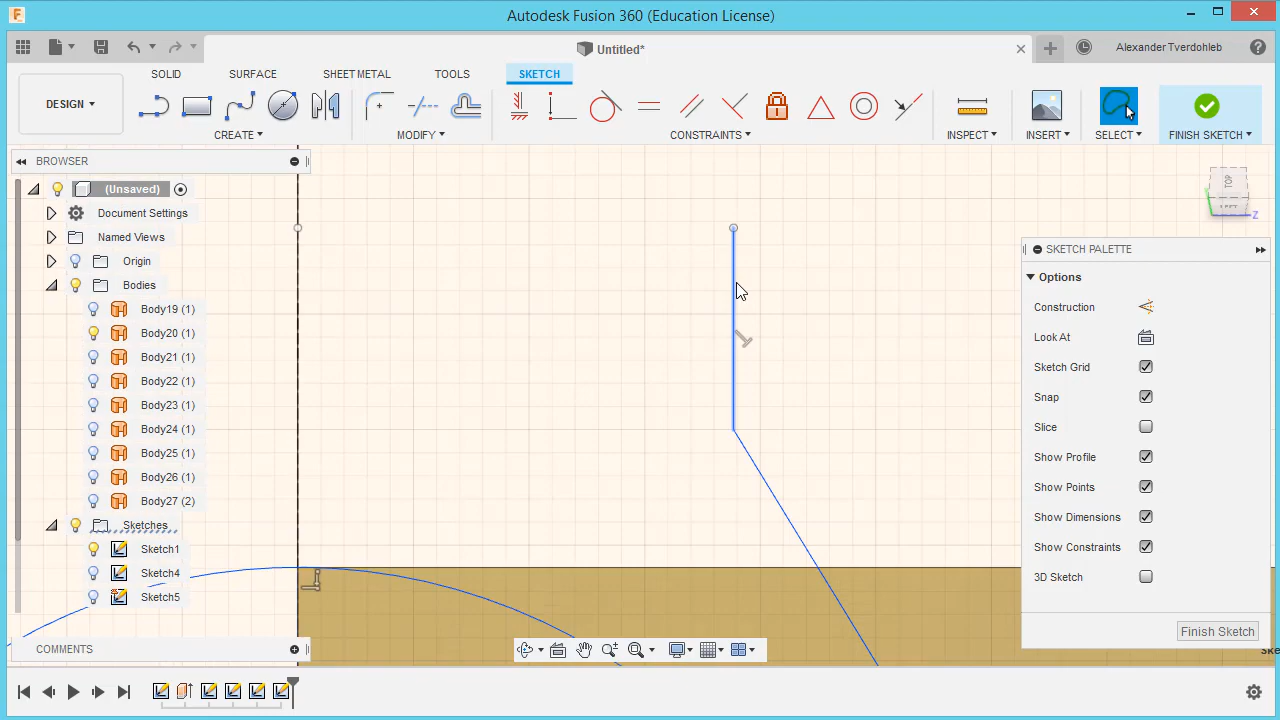 Autodesk Fusion 360 (Education License)
Untitled*
Alexander Tverdohleb
DESIGN
SOLID
SURFACE
SHEET METAL
TOOLS
SKETCH
CREATE
MODIFY
CONSTRAINTS
INSPECT
INSERT
SELECT
FINISH SKETCH
BROWSER
(Unsaved)
Document Settings
Named Views
Origin
Bodies
Body19 (1)
Body20 (1)
Body21 (1)
Body22 (1)
Body23 (1)
Body24 (1)
Body25 (1)
Body26 (1)
Body27 (2)
Sketches
Sketch1
Sketch4
Sketch5
COMMENTS
TOP
LEFT
Z
SKETCH PALETTE
Options
Construction
Look At
Sketch Grid
Snap
Slice
Show Profile
Show Points
Show Dimensions
Show Constraints
3D Sketch
Finish Sketch